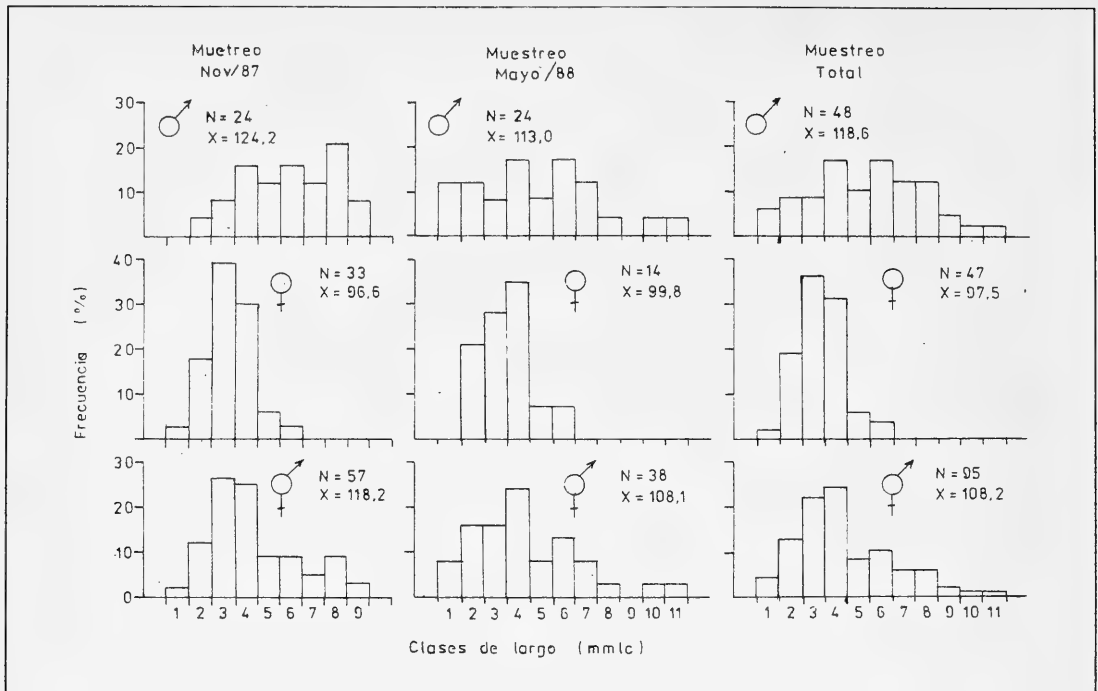 Muetreo
Nov/87
Muestreo
Mayo/88
Muestreo
Total
30
20
10
N = 24
X = 124,2
N = 24
X = 113,0
N = 48
X = 118,6
40
30
20
10
N = 33
X = 96,6
N = 14
X = 99,8
N = 47
X = 97,5
Frecuencia (%)
30
20
10
0
N = 57
X = 118,2
N = 38
X = 108,1
N = 95
X = 108,2
1 2 3 4 5 6 7 8 9
1 2 3 4 5 6 7 8 9 10 11
1 2 3 4 5 6 7 8 9 10 11
Clases de largo (mmlc)